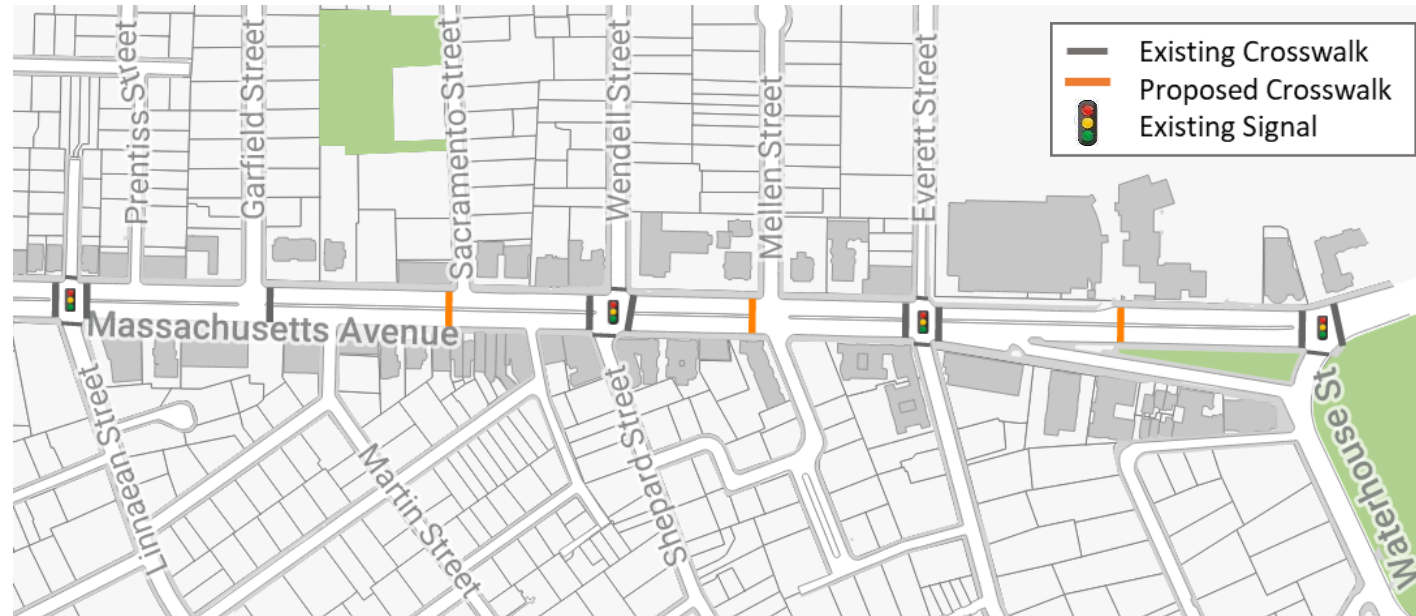 Existing Crosswalk
Proposed Crosswalk
Existing Signal
Prentiss Street
Garfield Street
Sacramento Street
Wendell Street
Mellen Street
Everett Street
Massachusetts Avenue
Linnaean Street
Martin Street
Shepard Street
Waterhouse St